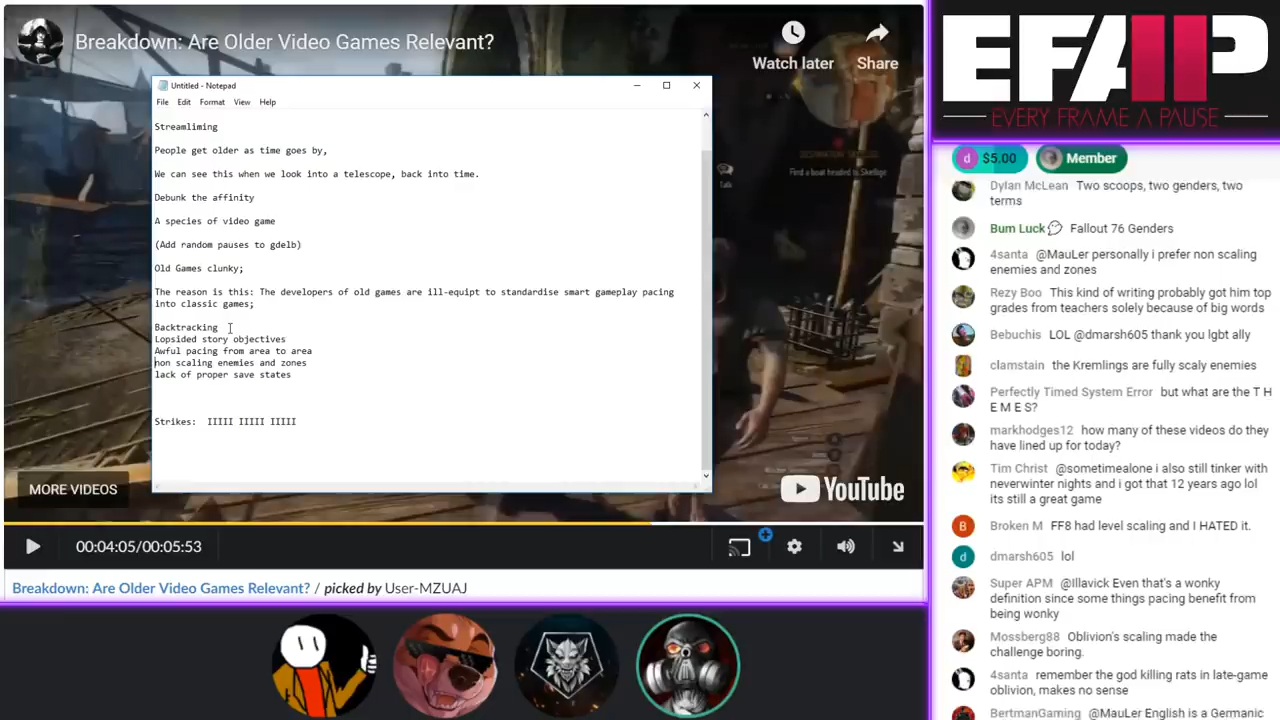 Breakdown: Are Older Video Games Relevant?
Watch later
Share
Untitled - Notepad
File Edit Format View Help
Streamliming
People get older as time goes by,
We can see this when we look into a telescope, back into time.
Debunk the affinity
A species of video game
(Add random pauses to gdelb)
Old Games clunky;
The reason is this: The developers of old games are ill-equipt to standardise smart gameplay pacing
into classic games;
Backtracking
Lopsided story objectives
Awful pacing from area to area
non scaling enemies and zones
lack of proper save states
Strikes: IIIII IIIII IIIII
Find a boat headed to Skellige
Talk
MORE VIDEOS
YouTube
00:04:05/00:05:53
Breakdown: Are Older Video Games Relevant? / picked by User-MZUAJ
EFAP
EVERY FRAME A PAUSE
d $5.00
Member
Dylan McLean Two scoops, two genders, two
terms
Bum Luck Fallout 76 Genders
4santa @MauLer personally i prefer non scaling
enemies and zones
Rezy Boo This kind of writing probably got him top
grades from teachers solely because of big words
Bebuchis LOL @dmarsh605 thank you lgbt ally
clamstain the Kremlings are fully scaly enemies
Perfectly Timed System Error but what are the T H
E M E S?
markhodges12 how many of these videos do they
have lined up for today?
Tim Christ @sometimealone i also still tinker with
neverwinter nights and i got that 12 years ago lol
its still a great game
B Broken M FF8 had level scaling and I HATED it.
d dmarsh605 lol
Super APM @Illavick Even that's a wonky
definition since some things pacing benefit from
being wonky
Mossberg88 Oblivion's scaling made the
challenge boring.
4santa remember the god killing rats in late-game
oblivion, makes no sense
BertmanGaming @MauLer English is a Germanic